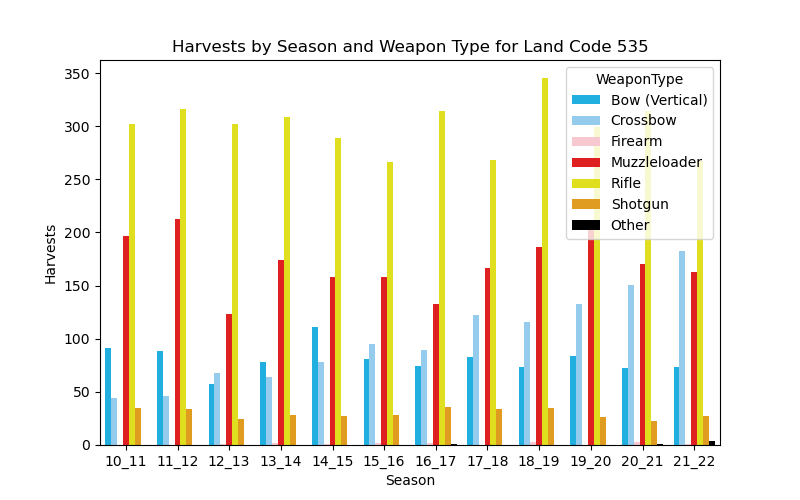 Harvests by Season and Weapon Type for Land Code 535
WeaponType
Bow (Vertical)
Crossbow
Firearm
Muzzleloader
Rifle
Shotgun
Other
350
300
250
200
150
100
50
0
Harvests
10_11 11_12 12_13 13_14 14_15 15_16 16_17 17_18 18_19 19_20 20_21 21_22
Season